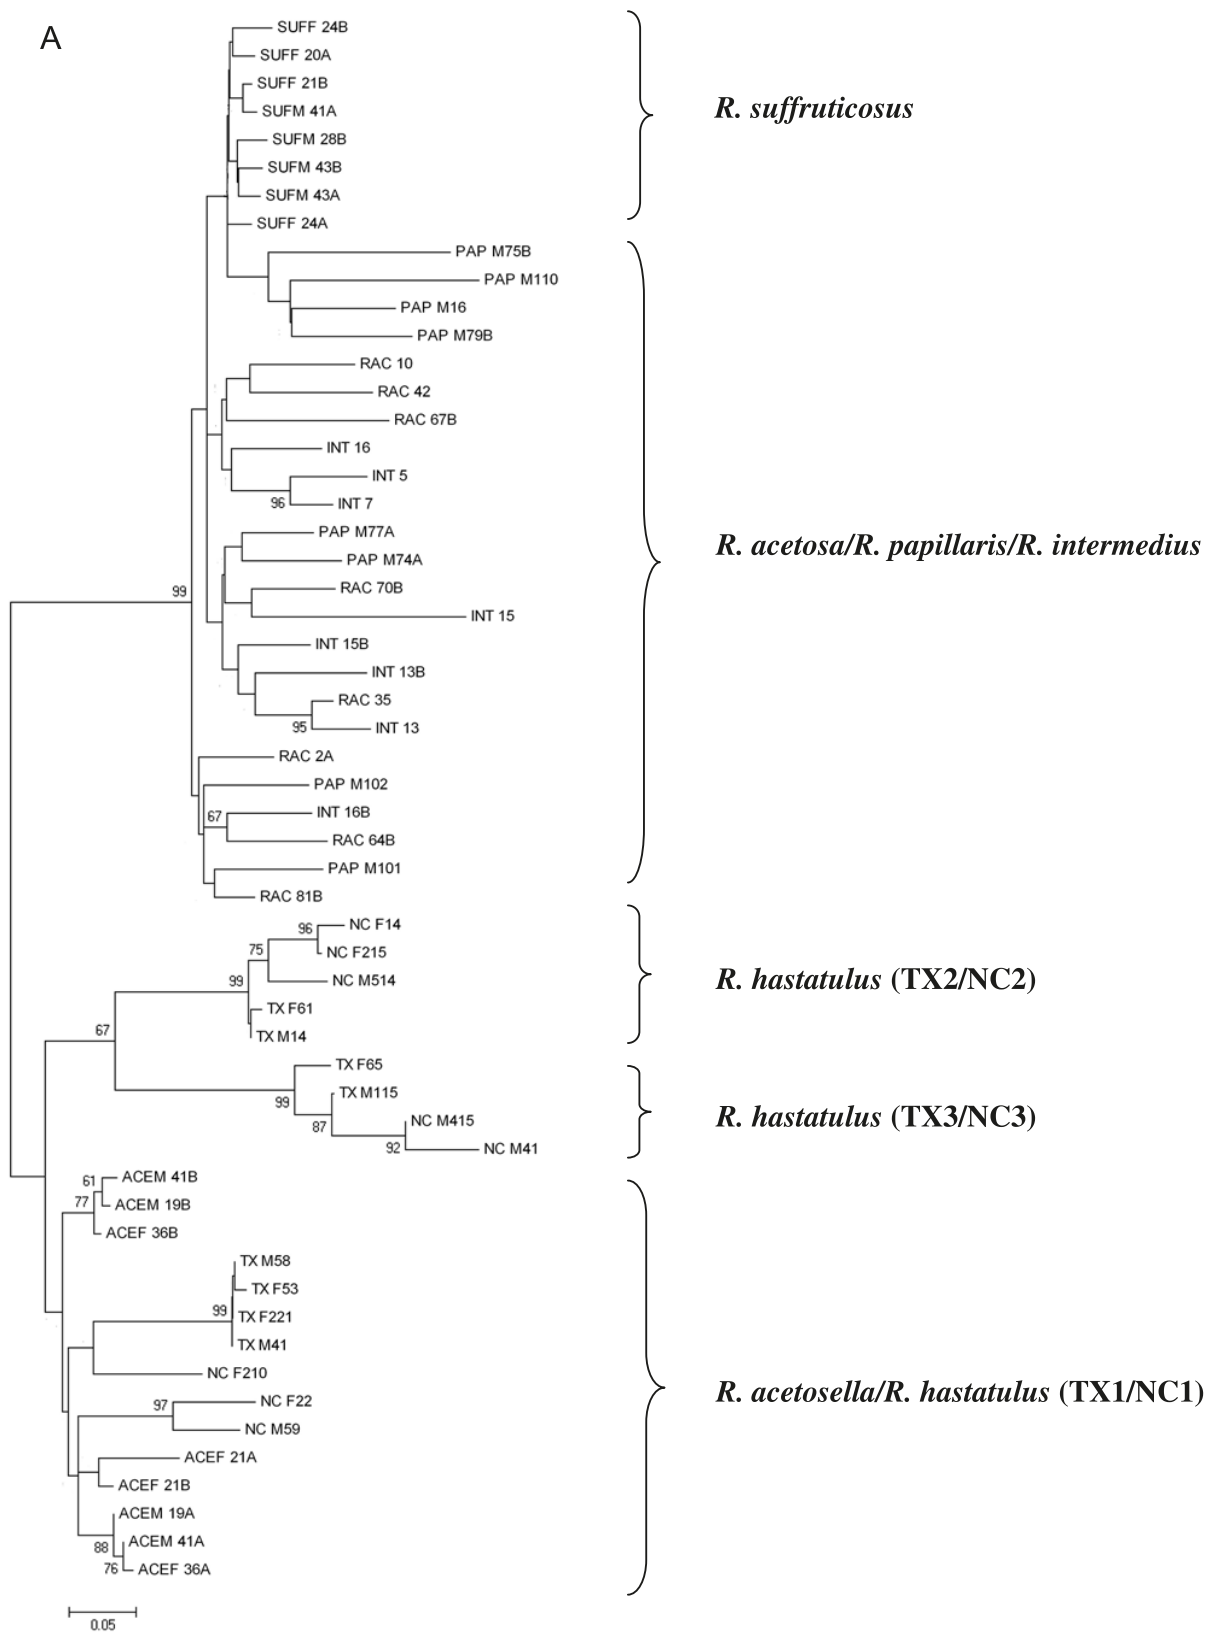 A
SUFF 24B
SUFF 20A
SUFF 21B
SUFM 41A
R. suffruticosus
SUFM 28B
SUFM 43B
SUFM 43A
SUFF 24A
PAP M75B
PAP M110
PAP M16
PAP M79B
RAC 10
RAC 42
RAC 67B
INT 16
INT 5
96
INT 7
PAP M77A
R. acetosa/R. papillaris/R. intermedius
PAP M74A
99
RAC 70B
INT 15
INT 15B
INT 13B
RAC 35
95
INT 13
RAC 2A
PAP M102
67
INT 16B
RAC 64B
PAP M101
RAC 81B
96
NC F14
75
NC F215
99
NC M514
R. hastatulus (TX2/NC2)
TX F61
67
TX M14
TX F65
99
TX M115
87
NC M415
R. hastatulus (TX3/NC3)
92
NC M41
61
ACEM 41B
77
ACEM 19B
ACEF 36B
TX M58
TX F53
99
TX F221
TX M41
NC F210
R. acetosella/R. hastatulus (TX1/NC1)
97
NC F22
NC M59
ACEF 21A
ACEF 21B
ACEM 19A
88
ACEM 41A
76
ACEF 36A
0.05